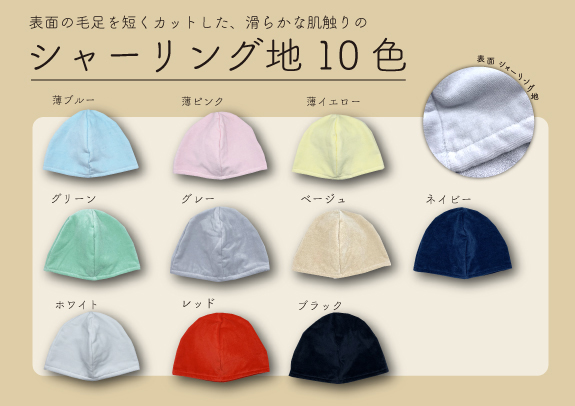 表面の毛足を短くカットした、滑らかな肌触りの
シャーリング地 10 色
表面 シャーリング地
薄ブルー
薄ピンク
薄イエロー
グリーン
グレー
ベージュ
ネイビー
ホワイト
レッド
ブラック